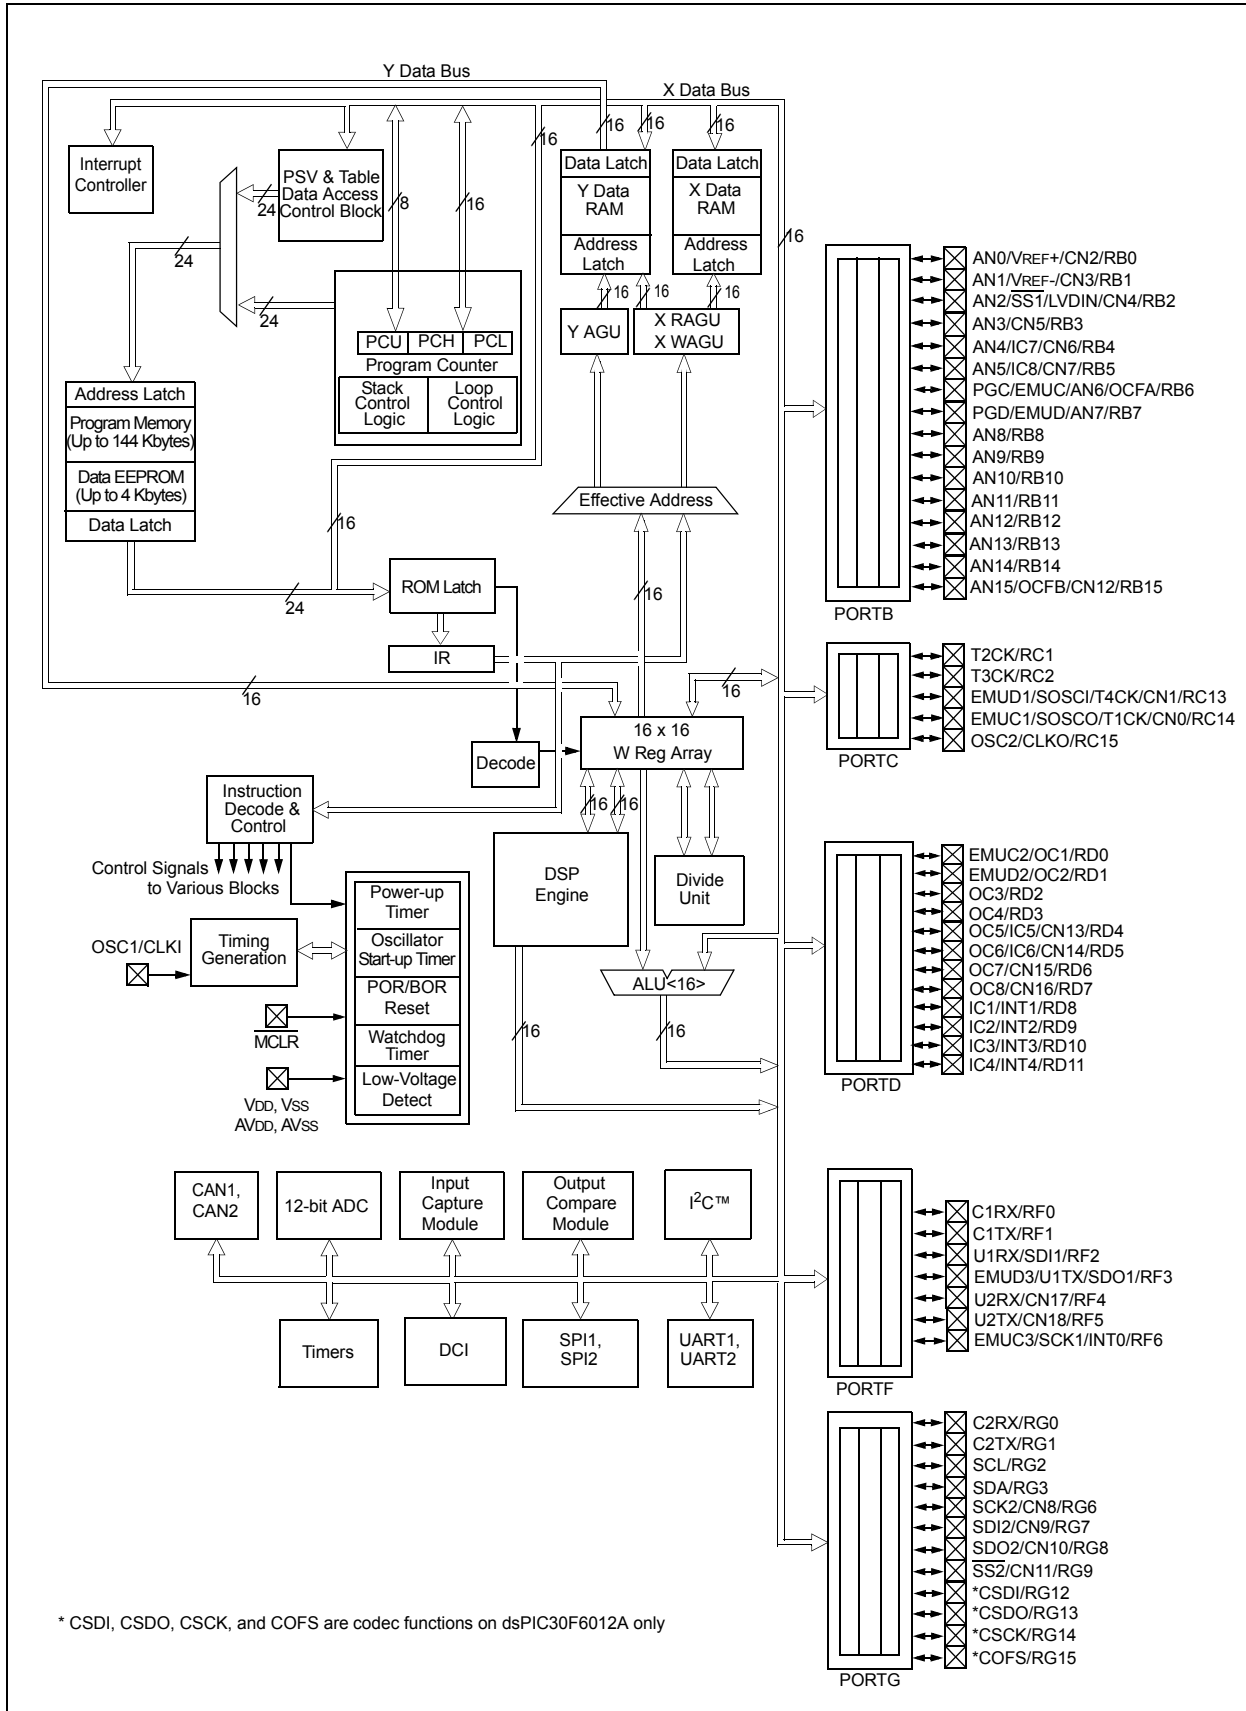 Y Data Bus
X Data Bus
16
16
16
16
Interrupt
Controller
PSV & Table
Data Access
Control Block
24
8
16
Data Latch
Y Data
RAM
Address
Latch
Data Latch
X Data
RAM
Address
Latch
16
24
24
16
16
16
Y AGU
X RAGU
X WAGU
PCU
PCH
PCL
Program Counter
Stack
Control
Logic
Loop
Control
Logic
Address Latch
Program Memory
(Up to 144 Kbytes)
Data EEPROM
(Up to 4 Kbytes)
Data Latch
Effective Address
16
24
16
ROM Latch
IR
16
16
16 x 16
W Reg Array
Decode
Instruction
Decode &
Control
Control Signals
to Various Blocks
16
16
DSP
Engine
Divide
Unit
Power-up
Timer
Oscillator
Start-up Timer
POR/BOR
Reset
Watchdog
Timer
Low-Voltage
Detect
OSC1/CLKI
Timing
Generation
MCLR
VDD, VSS
AVDD, AVSS
ALU<16>
16
16
CAN1,
CAN2
12-bit ADC
Input
Capture
Module
Output
Compare
Module
I²C™
Timers
DCI
SPI1,
SPI2
UART1,
UART2
AN0/VREF+/CN2/RB0
AN1/VREF-/CN3/RB1
AN2/SS1/LVDIN/CN4/RB2
AN3/CN5/RB3
AN4/IC7/CN6/RB4
AN5/IC8/CN7/RB5
PGC/EMUC/AN6/OCFA/RB6
PGD/EMUD/AN7/RB7
AN8/RB8
AN9/RB9
AN10/RB10
AN11/RB11
AN12/RB12
AN13/RB13
AN14/RB14
AN15/OCFB/CN12/RB15
PORTB
T2CK/RC1
T3CK/RC2
EMUD1/SOSCI/T4CK/CN1/RC13
EMUC1/SOSCO/T1CK/CN0/RC14
OSC2/CLKO/RC15
PORTC
EMUC2/OC1/RD0
EMUD2/OC2/RD1
OC3/RD2
OC4/RD3
OC5/IC5/CN13/RD4
OC6/IC6/CN14/RD5
OC7/CN15/RD6
OC8/CN16/RD7
IC1/INT1/RD8
IC2/INT2/RD9
IC3/INT3/RD10
IC4/INT4/RD11
PORTD
C1RX/RF0
C1TX/RF1
U1RX/SDI1/RF2
EMUD3/U1TX/SDO1/RF3
U2RX/CN17/RF4
U2TX/CN18/RF5
EMUC3/SCK1/INT0/RF6
PORTF
C2RX/RG0
C2TX/RG1
SCL/RG2
SDA/RG3
SCK2/CN8/RG6
SDI2/CN9/RG7
SDO2/CN10/RG8
SS2/CN11/RG9
*CSDI/RG12
*CSDO/RG13
*CSCK/RG14
*COFS/RG15
PORTG
* CSDI, CSDO, CSCK, and COFS are codec functions on dsPIC30F6012A only